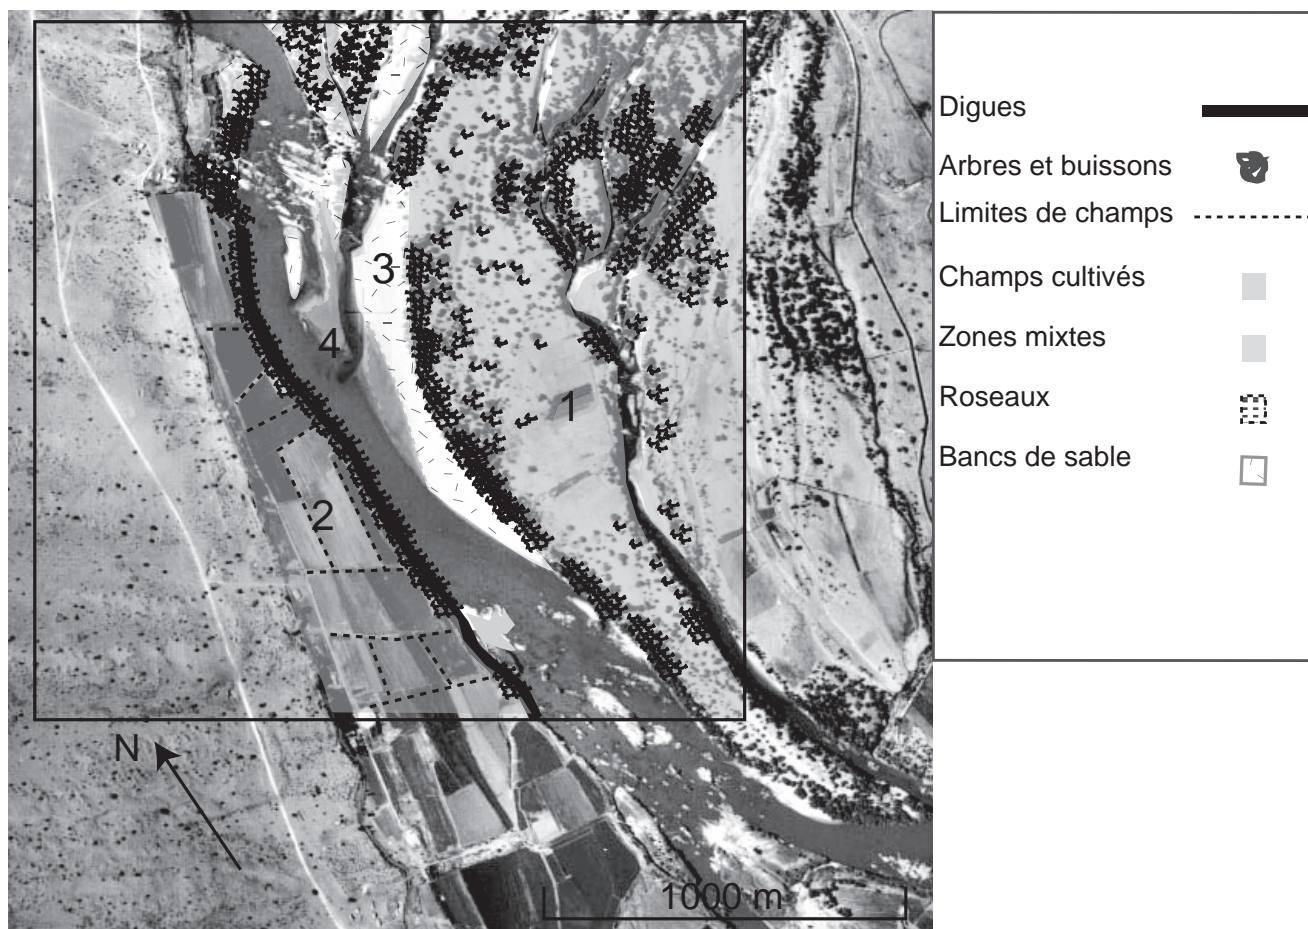 Digues
Arbres et buissons
Limites de champs
Champs cultivés
Zones mixtes
Roseaux
Bancs de sable
3
4
1
2
N
1000 m